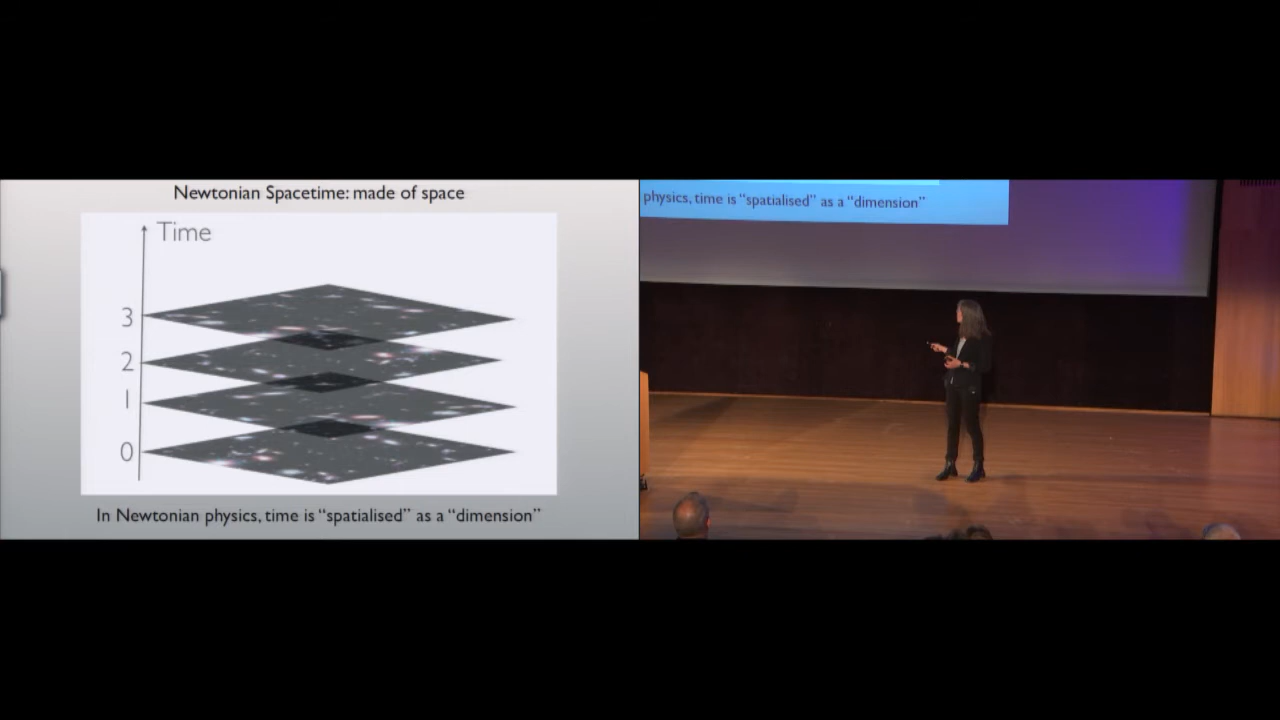 Newtonian Spacetime: made of space
Time
3
2
1
0
In Newtonian physics, time is “spatialised” as a “dimension”
physics, time is “spatialised” as a “dimension”